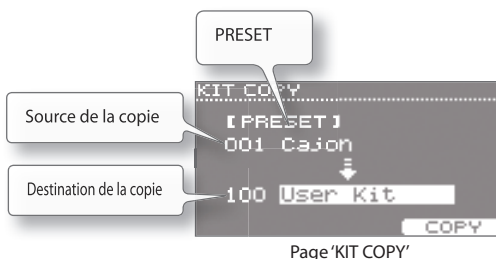 PRESET
KIT COPY
Source de la copie
[PRESET]
001 Cajon
Destination de la copie
100 User Kit
COPY
Page 'KIT COPY'